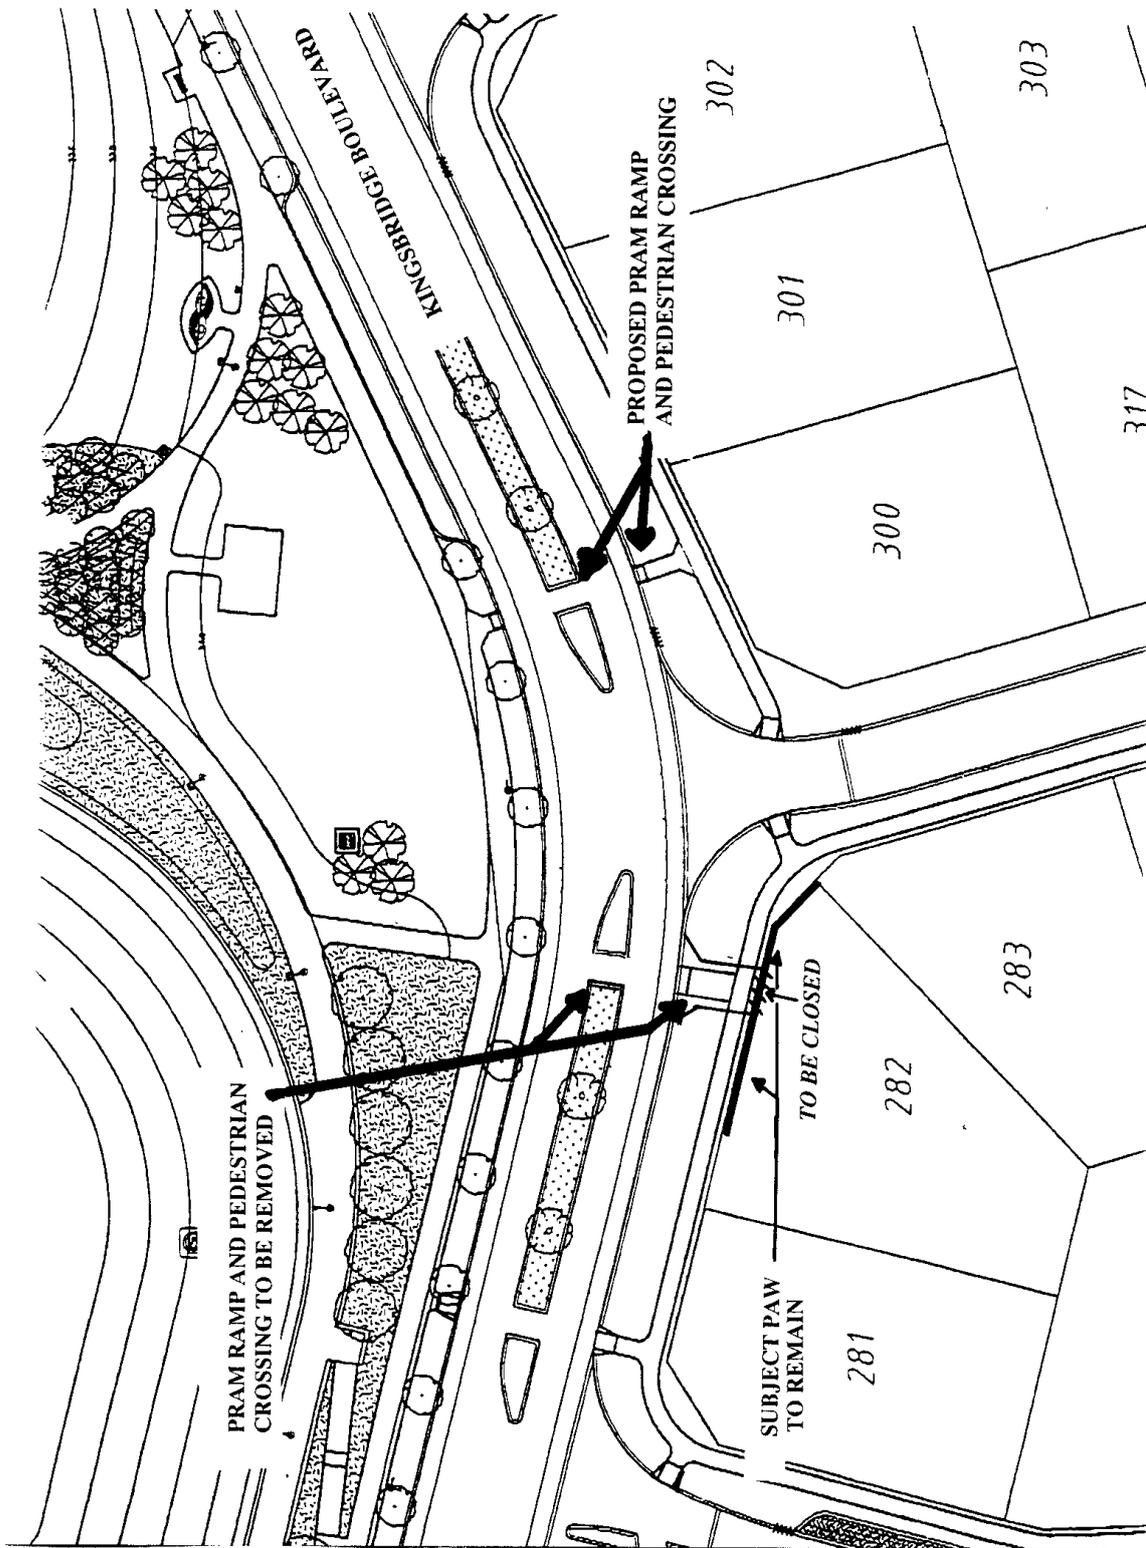 KINGSBRIDGE BOULEVARD
302
303
PROPOSED PRAM RAMP
AND PEDESTRIAN CROSSING
301
317
300
PRAM RAMP AND PEDESTRIAN
CROSSING TO BE REMOVED
TO BE CLOSED
283
282
SUBJECT PAW
TO REMAIN
281